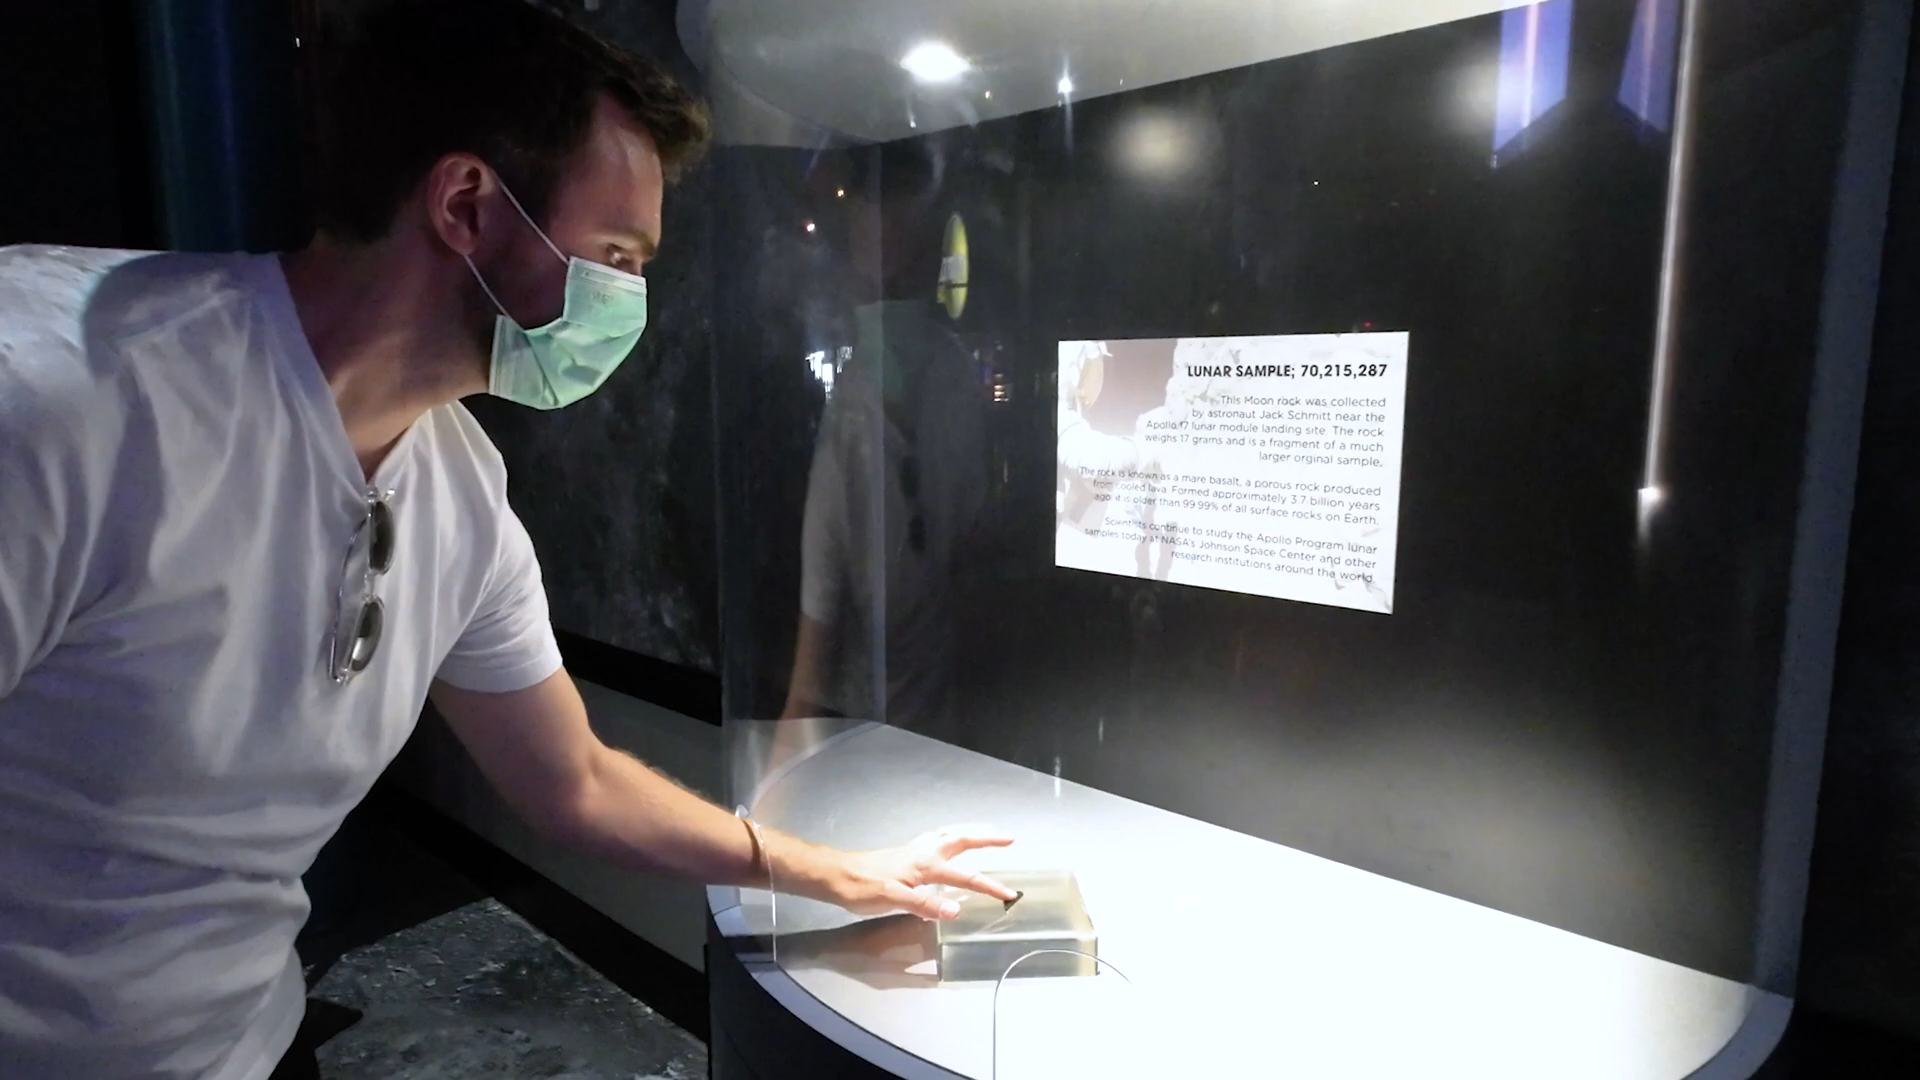 LUNAR SAMPLE; 70,215,287
This Moon rock was collected
by astronaut Jack Schmitt near the
Apollo 17 lunar module landing site. The rock
weighs 17 grams and is a fragment of a much
larger orginal sample.
The rock is known as a mare basalt, a porous rock produced
from cooled lava. Formed approximately 3.7 billion years
ago, it is older than 99.99% of all surface rocks on Earth.
Scientists continue to study the Apollo Program lunar
samples today at NASA's Johnson Space Center and other
research institutions around the world.